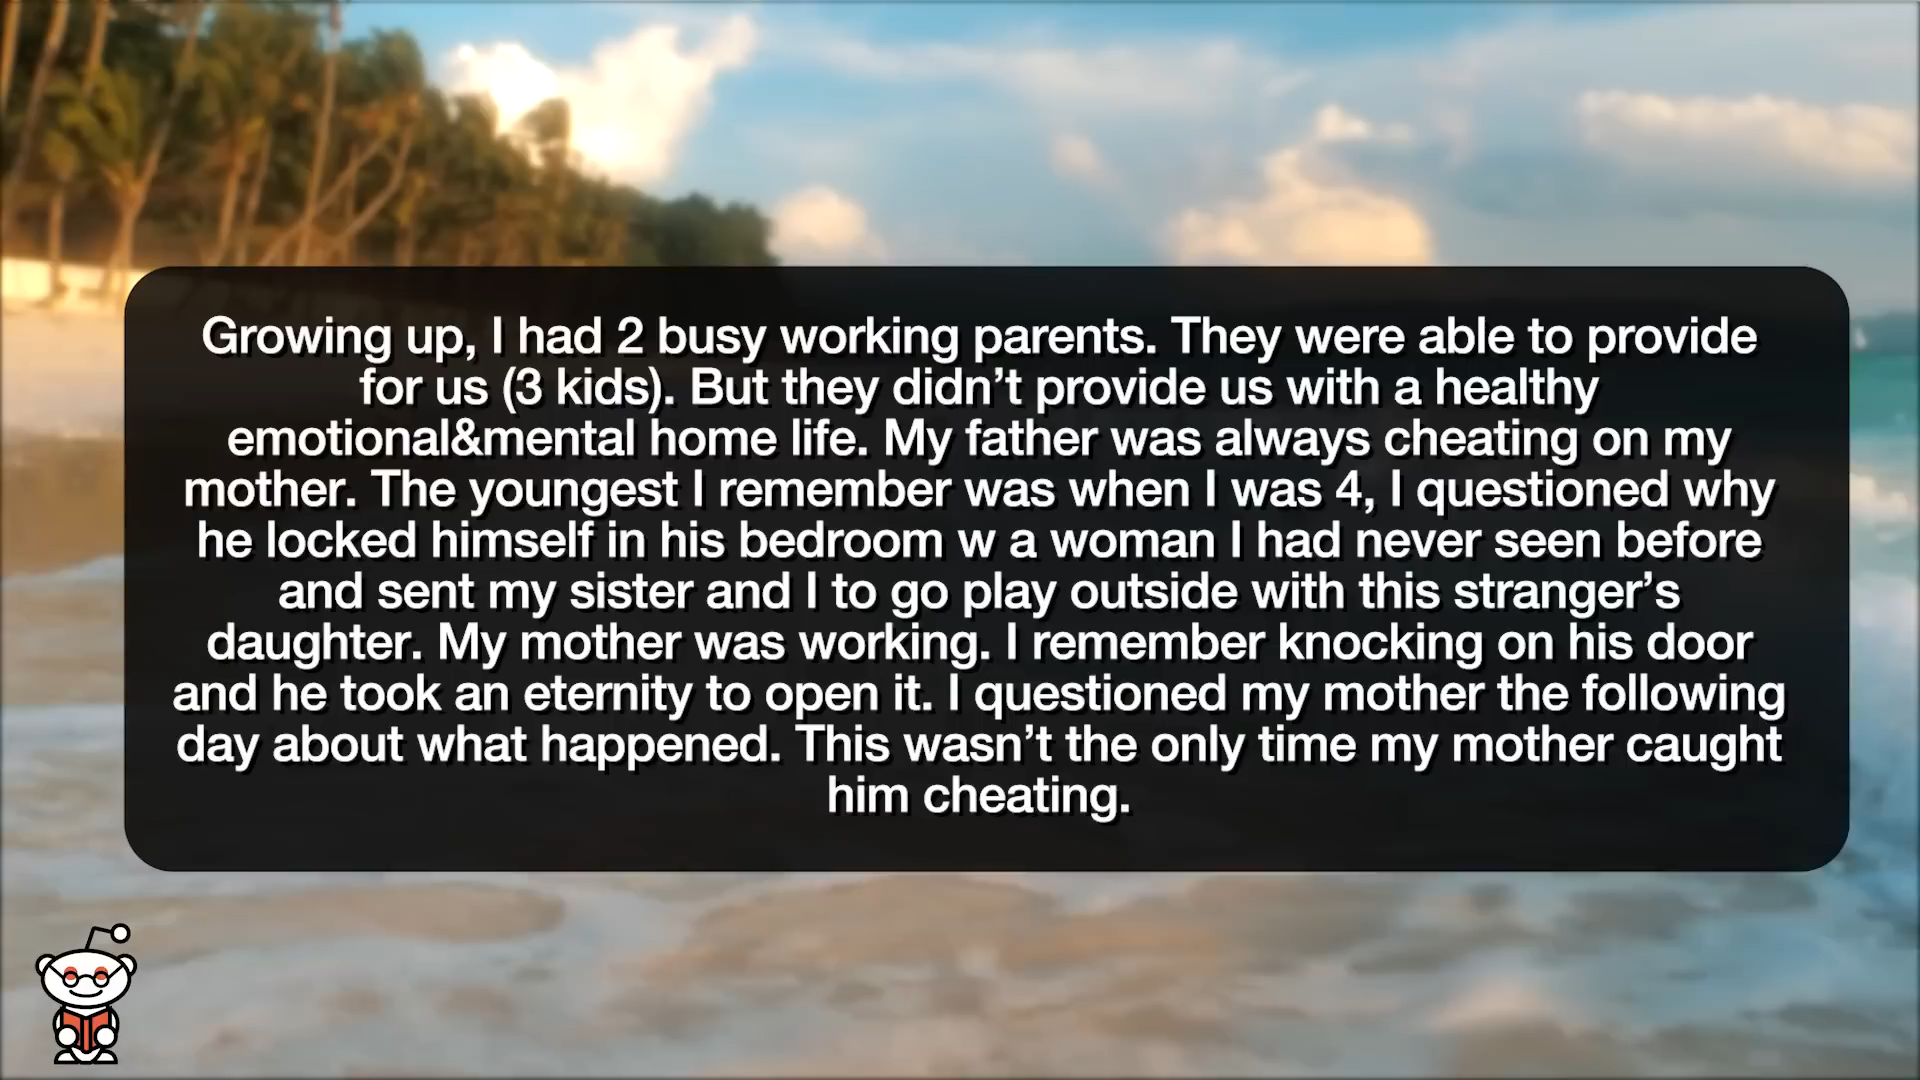 Growing up, I had 2 busy working parents. They were able to provide
for us (3 kids). But they didn’t provide us with a healthy
emotional&mental home life. My father was always cheating on my
mother. The youngest I remember was when I was 4, I questioned why
he locked himself in his bedroom w a woman I had never seen before
and sent my sister and I to go play outside with this stranger’s
daughter. My mother was working. I remember knocking on his door
and he took an eternity to open it. I questioned my mother the following
day about what happened. This wasn’t the only time my mother caught
him cheating.